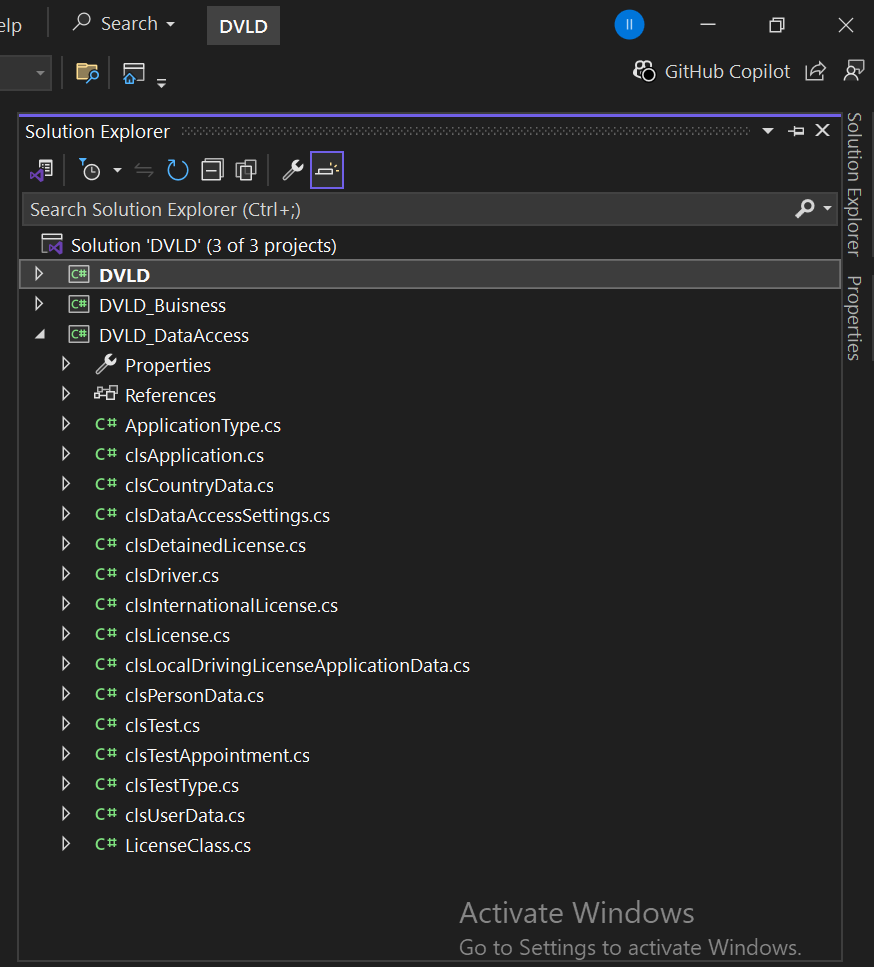 elp
Search
DVLD
II
GitHub Copilot
Solution Explorer
Search Solution Explorer (Ctrl+;)
Solution 'DVLD' (3 of 3 projects)
C# DVLD
C# DVLD_Buisness
C# DVLD_DataAccess
Properties
References
C# ApplicationType.cs
C# clsApplication.cs
C# clsCountryData.cs
C# clsDataAccessSettings.cs
C# clsDetainedLicense.cs
C# clsDriver.cs
C# clsInternationalLicense.cs
C# clsLicense.cs
C# clsLocalDrivingLicenseApplicationData.cs
C# clsPersonData.cs
C# clsTest.cs
C# clsTestAppointment.cs
C# clsTestType.cs
C# clsUserData.cs
C# LicenseClass.cs
Solution Explorer
Properties
Activate Windows
Go to Settings to activate Windows.